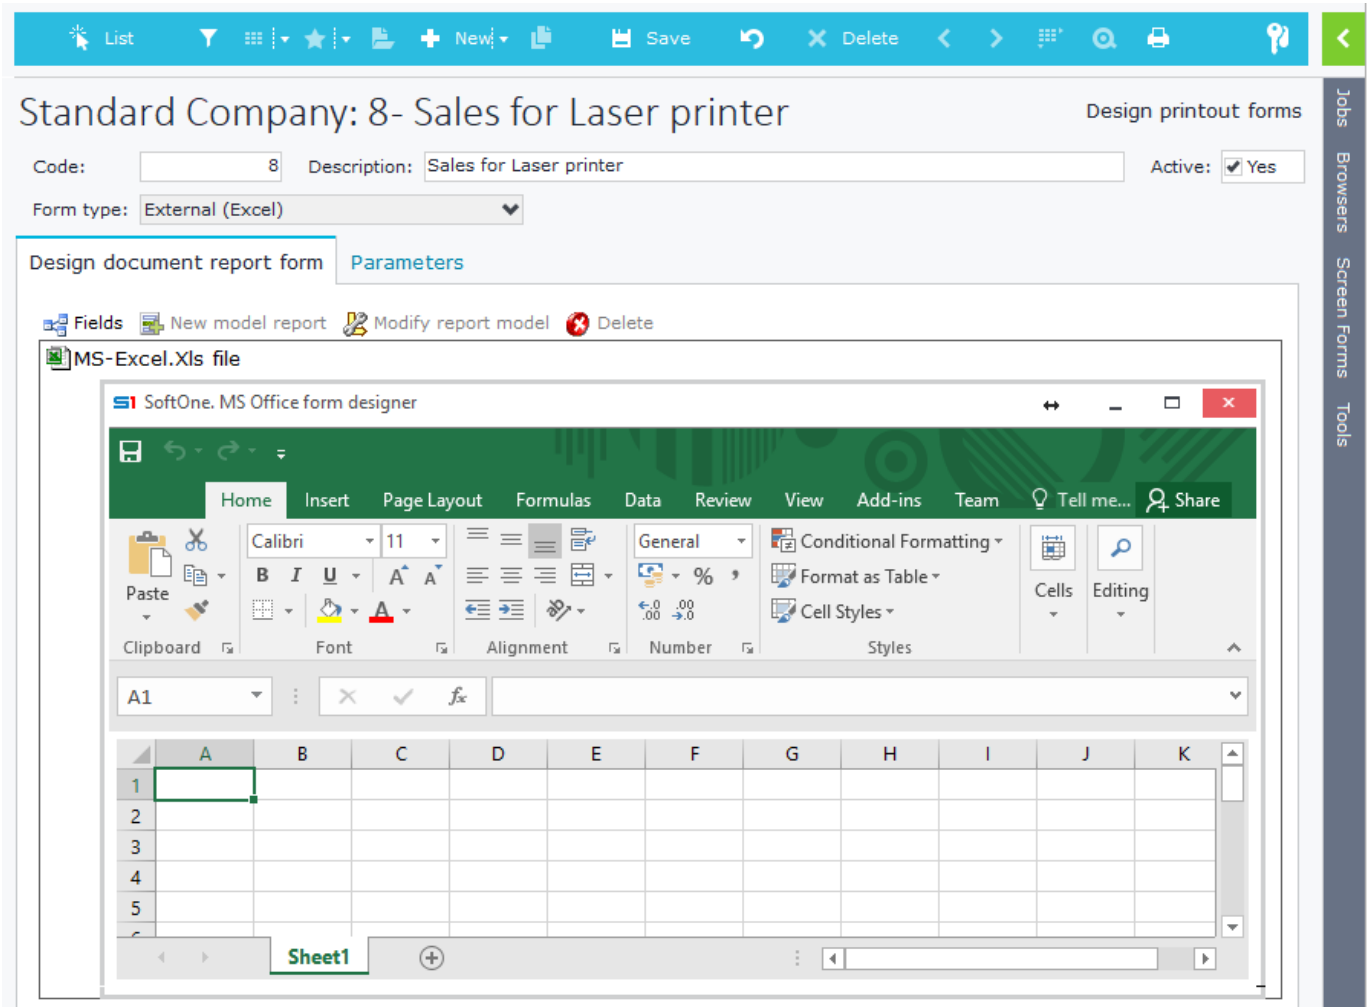 List New Save Delete
Standard Company: 8- Sales for Laser printer
Design printout forms
Code: 8 Description: Sales for Laser printer Active: Yes
Form type: External (Excel)
Design document report form Parameters
Fields New model report Modify report model Delete
MS-Excel.Xls file
S1 SoftOne. MS Office form designer
Home Insert Page Layout Formulas Data Review View Add-ins Team Tell me... Share
Calibri 11 General Conditional Formatting
B I U A A % , Format as Table
Paste Cells Editing
A .00 .00 Cell Styles
Clipboard Font Alignment Number Styles
A1 fx
A B C D E F G H I J K
1
2
3
4
5
Sheet1
Jobs
Browsers
Screen Forms
Tools